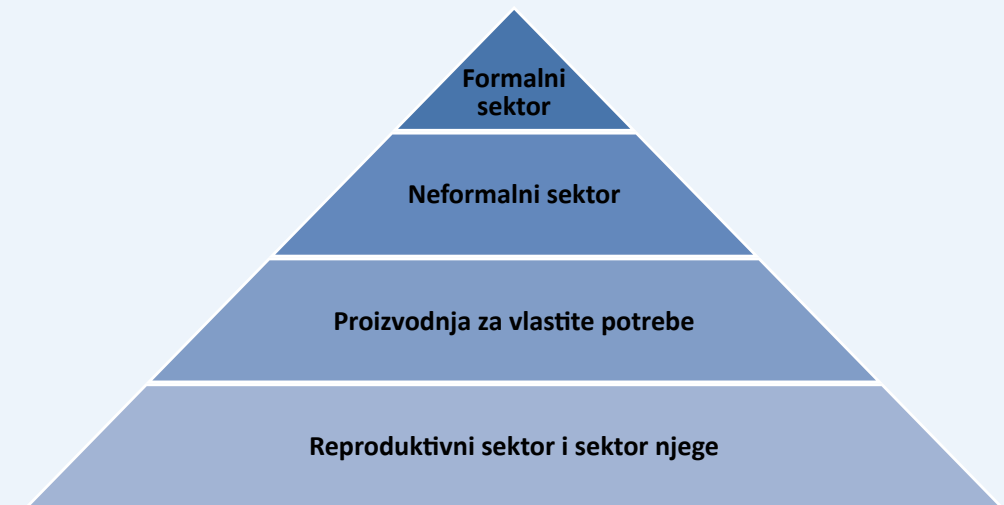 Formalni
sektor
Neformalni sektor
Proizvodnja za vlastite potrebe
Reproduktivni sektor i sektor njege